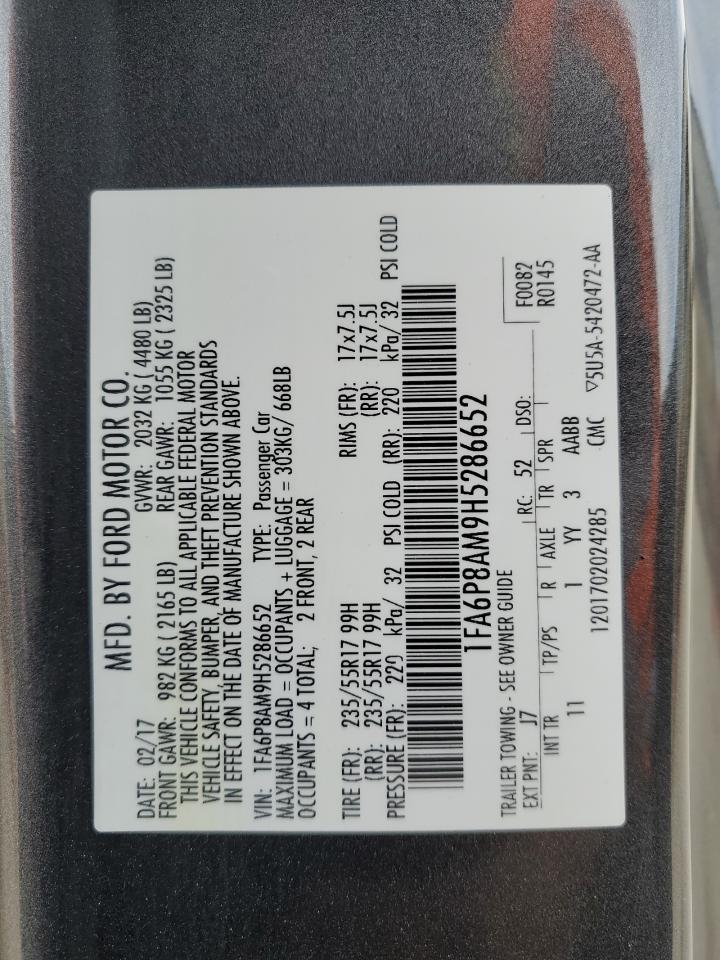 MFD. BY FORD MOTOR CO.
DATE: 02/17 GVWR: 2032 KG ( 4480 LB)
FRONT GAWR: 982 KG ( 2165 LB) REAR GAWR: 1055 KG ( 2325 LB)
THIS VEHICLE CONFORMS TO ALL APPLICABLE FEDERAL MOTOR
VEHICLE SAFETY, BUMPER, AND THEFT PREVENTION STANDARDS
IN EFFECT ON THE DATE OF MANUFACTURE SHOWN ABOVE.
VIN: 1FA6P8AM9H5286652 TYPE: Passenger Car
MAXIMUM LOAD = OCCUPANTS + LUGGAGE = 303KG/ 668LB
OCCUPANTS = 4 TOTAL; 2 FRONT, 2 REAR
TIRE (FR): 235/55R17 99H RIMS (FR): 17x7.5J
(RR): 235/55R17 99H (RR): 17x7.5J
PRESSURE (FR): 220 kPa/ 32 PSI COLD (RR): 220 kPa/ 32 PSI COLD
1FA6P8AM9H5286652
TRAILER TOWING - SEE OWNER GUIDE F0082
EXT PNT: J7 RC: 52 DSO: R0145
INT TR TP/PS R AXLE TR SPR
11 1 YY 3 AABB
1201702024285 CMC ▽5U5A-5420472-AA